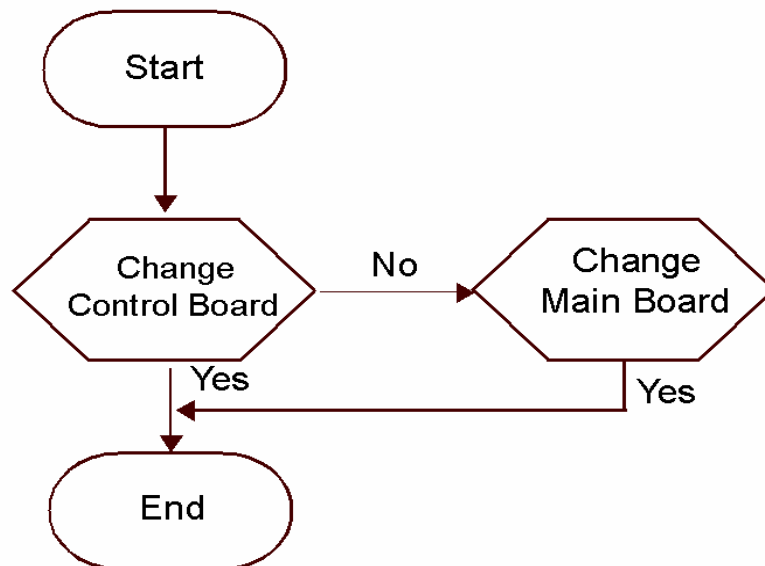 Start
Change
Control Board
No
Change
Main Board
Yes
Yes
End